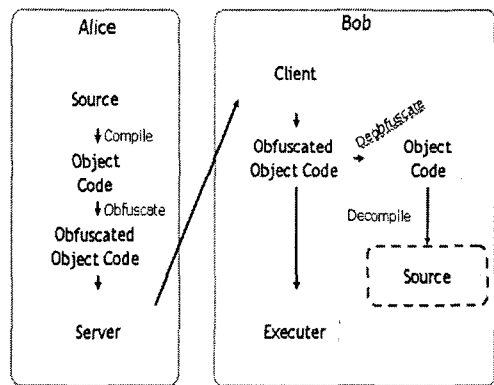 Alice
Source
Compile
Object
Code
Obfuscate
Obfuscated
Object Code
Server
Bob
Client
Obfuscated
Object Code
Deobfuscate
Object
Code
Decompile
Source
Executer